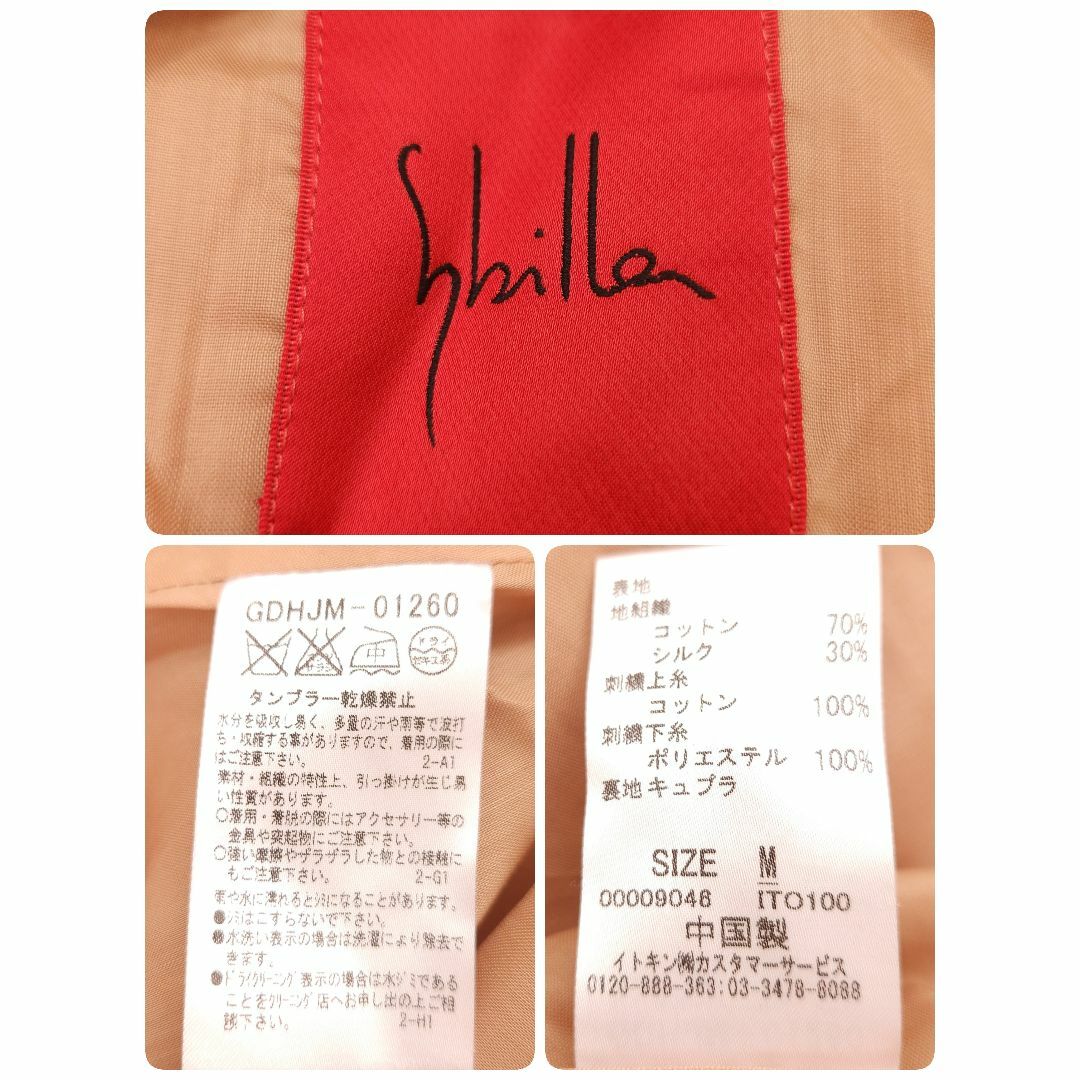 Sybilla
GDHJM-01260
中
ドライ
セキユ系
タンブラー乾燥禁止
水分を吸収し易く、多量の汗や雨等で波打
ち・収縮する事がありますので、着用の際に
はご注意下さい。 2-A1
素材・組織の特性上、引っ掛けが生じ易
い性質があります。
○着用・着脱の際にはアクセサリー等の
金具や突起物にご注意下さい。
○強い摩擦やザラザラした物との接触に
もご注意下さい。 2-G1
雨や水に濡れるとシミになることがあります。
●シミはこすらないで下さい。
●水洗い表示の場合は洗濯により除去で
きます。
●ドライクリーニング表示の場合は水ジミである
ことをクリーニング店へお申し出の上ご相
談下さい。 2-H1
表地
地組織
コットン 70%
シルク 30%
刺繍上糸
コットン 100%
刺繍下糸
ポリエステル 100%
裏地キュプラ
SIZE M
00009046 ITO100
中国製
イトキン㈱カスタマーサービス
0120-888-363:03-3478-8088